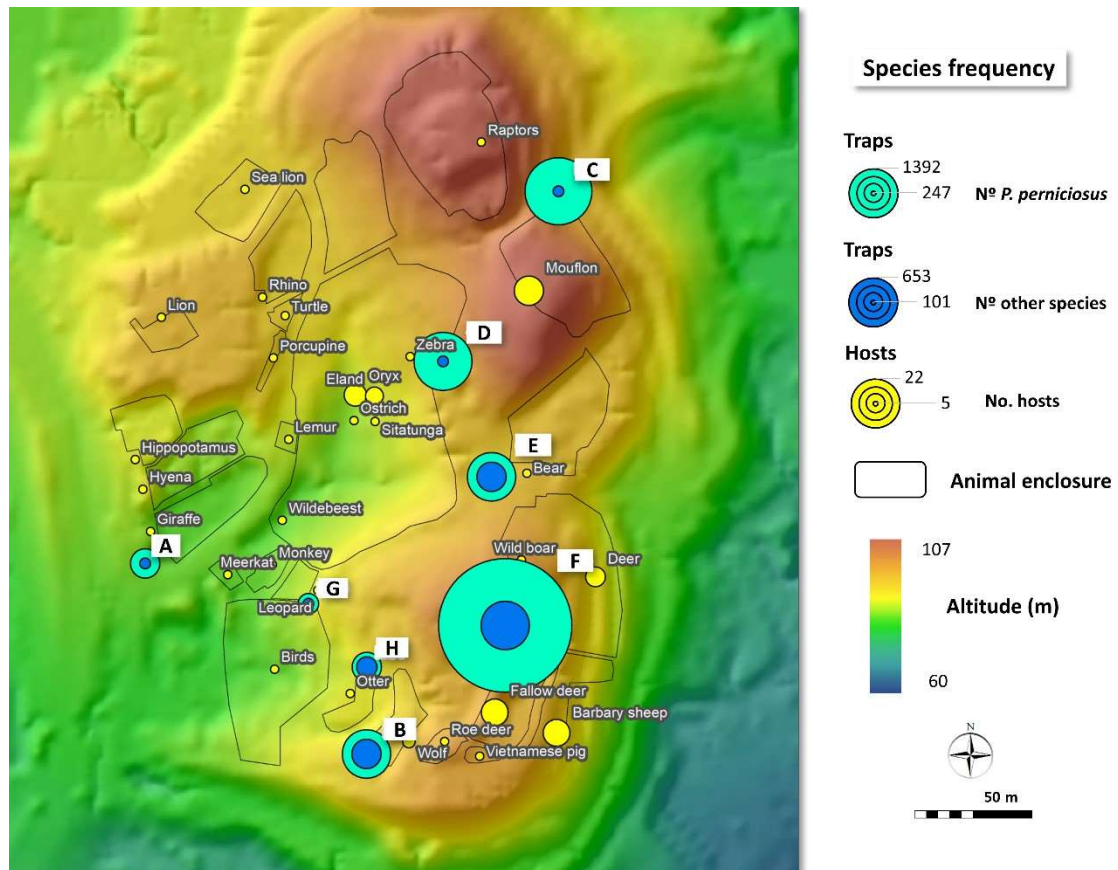 Raptors
C
Sea lion
Mouflon
Rhino
Lion
Turtle
D
Porcupine
Zebra
Eland
Oryx
Ostrich
Sitatunga
Lemur
E
Hippopotamus
Bear
Hyena
Wildebeest
Giraffe
A
Meerkat
Monkey
Wild boar
F
Deer
G
Leopard
H
Birds
Otter
Fallow deer
Barbary sheep
B
Wolf
Roe deer
Vietnamese pig
Species frequency
Traps
1392
247
Nº P. perniciosus
Traps
653
101
Nº other species
Hosts
22
5
No. hosts
Animal enclosure
107
Altitude (m)
60
N
50 m